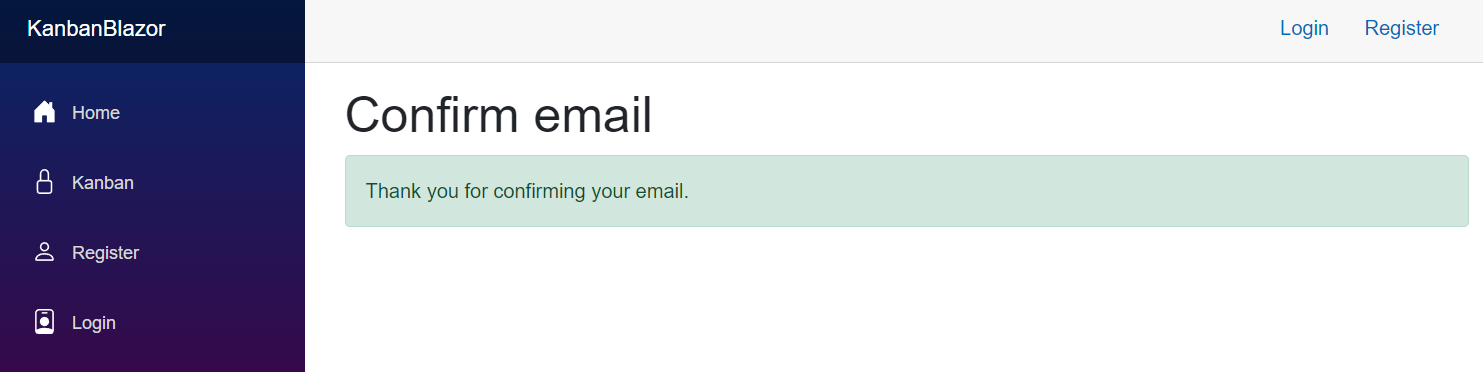 KanbanBlazor
Login Register
Home
Kanban
Register
Login
Confirm email
Thank you for confirming your email.